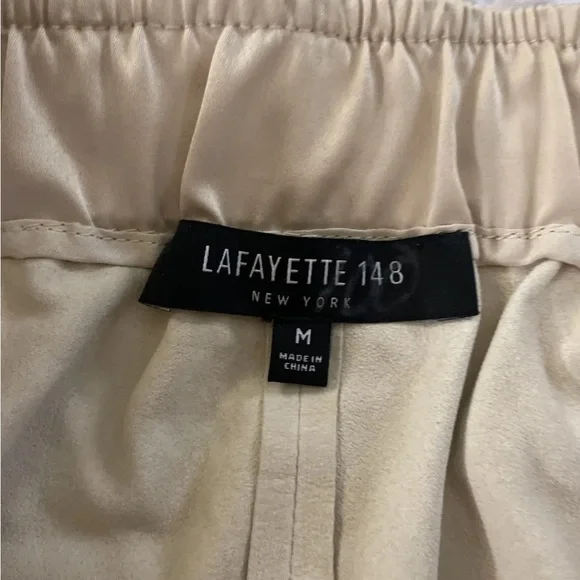 LAFAYETTE 148
NEW YORK
M
MADE IN
CHINA